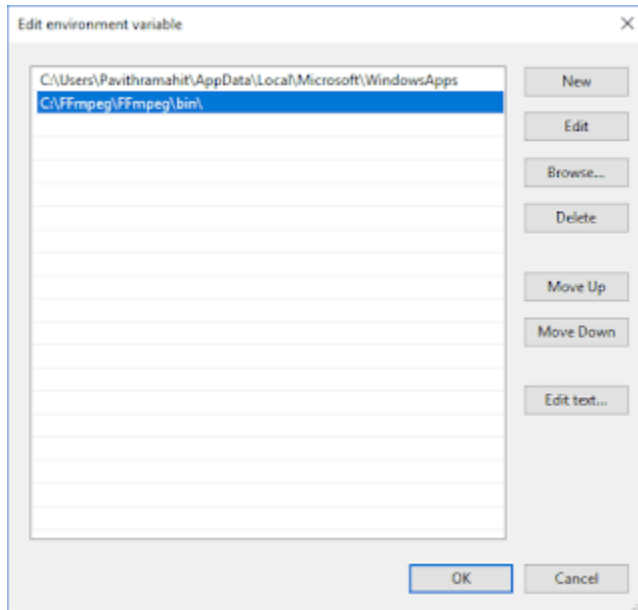 Edit environment variable
C:\Users\Pavithramahit\AppData\Local\Microsoft\WindowsApps
C:\FFmpeg\FFmpeg\bin\
New
Edit
Browse...
Delete
Move Up
Move Down
Edit text...
OK
Cancel